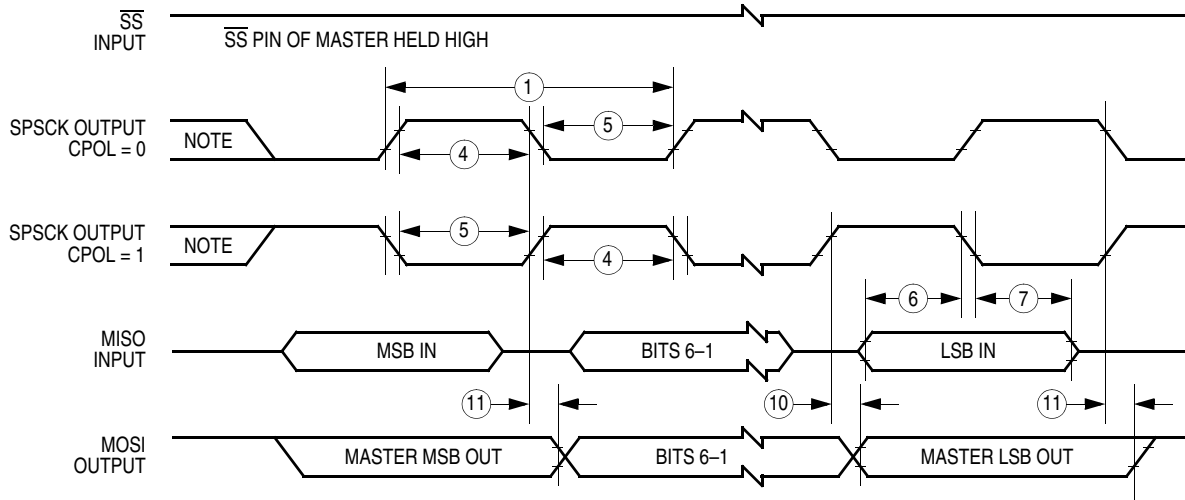 SS
INPUT
SS PIN OF MASTER HELD HIGH
1
SPSCK OUTPUT
CPOL = 0
NOTE
5
4
SPSCK OUTPUT
CPOL = 1
NOTE
5
4
6
7
MISO
INPUT
MSB IN
BITS 6–1
LSB IN
11
10
11
MOSI
OUTPUT
MASTER MSB OUT
BITS 6–1
MASTER LSB OUT